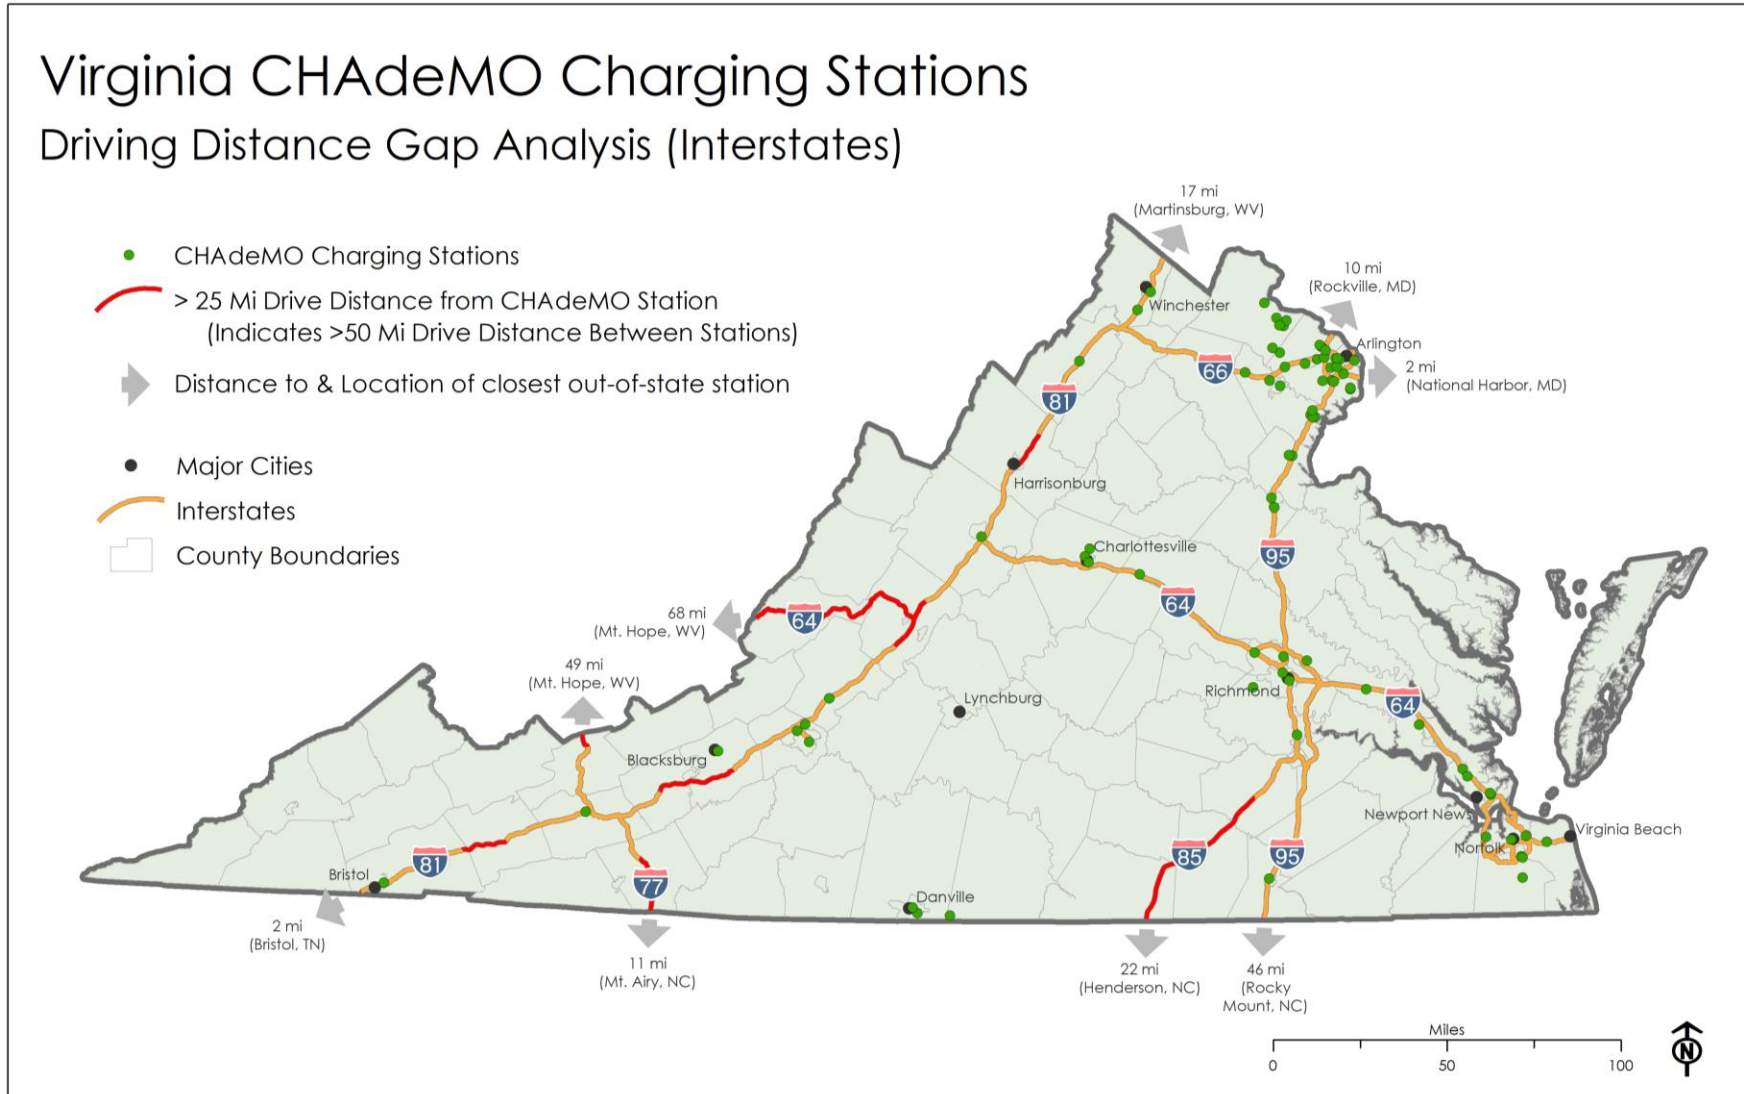 Virginia CHAdeMO Charging Stations
Driving Distance Gap Analysis (Interstates)
CHAdeMO Charging Stations
> 25 Mi Drive Distance from CHAdeMO Station
(Indicates >50 Mi Drive Distance Between Stations)
Distance to & Location of closest out-of-state station
Major Cities
Interstates
County Boundaries
17 mi
(Martinsburg, WV)
10 mi
(Rockville, MD)
Winchester
Arlington
2 mi
(National Harbor, MD)
66
81
Harrisonburg
Charlottesville
95
64
68 mi
(Mt. Hope, WV)
64
49 mi
(Mt. Hope, WV)
Lynchburg
Richmond
64
Blacksburg
Newport News
Virginia Beach
Norfolk
Bristol
81
77
85
95
Danville
2 mi
(Bristol, TN)
11 mi
(Mt. Airy, NC)
22 mi
(Henderson, NC)
46 mi
(Rocky
Mount, NC)
Miles
0 50 100
N